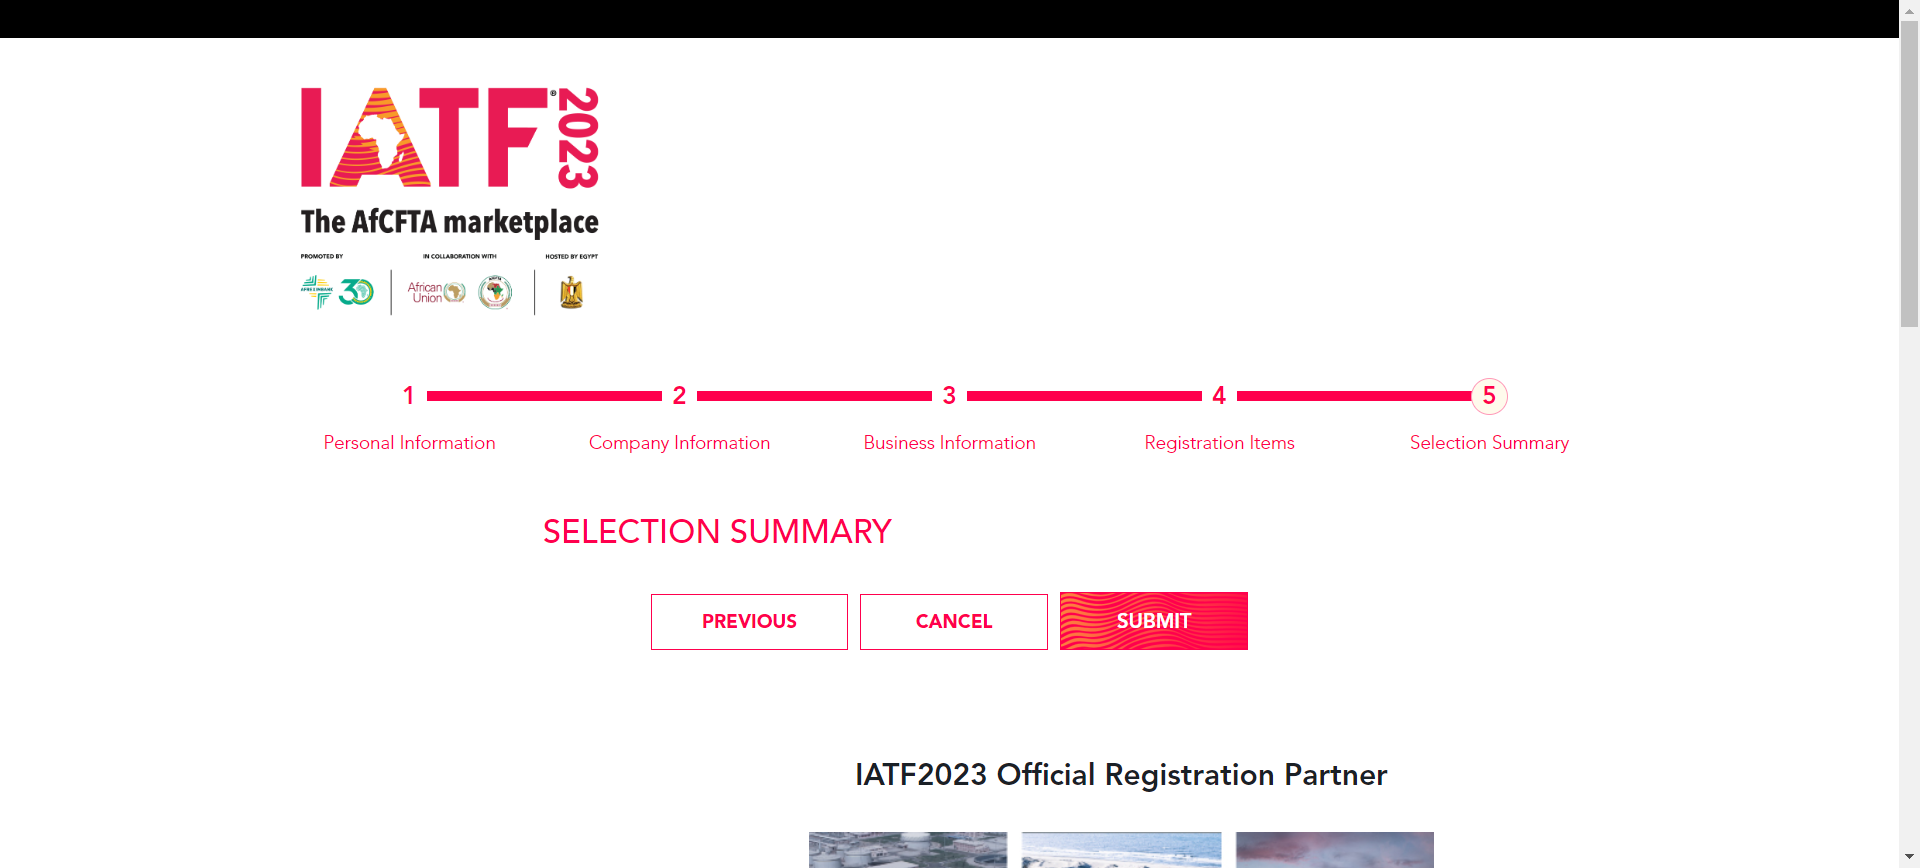 IATF® 2023
The AfCFTA marketplace
PROMOTED BY IN COLLABORATION WITH HOSTED BY EGYPT
AFREXIMBANK 30 African Union
1 2 3 4 5
Personal Information Company Information Business Information Registration Items Selection Summary
SELECTION SUMMARY
PREVIOUS CANCEL SUBMIT
IATF2023 Official Registration Partner